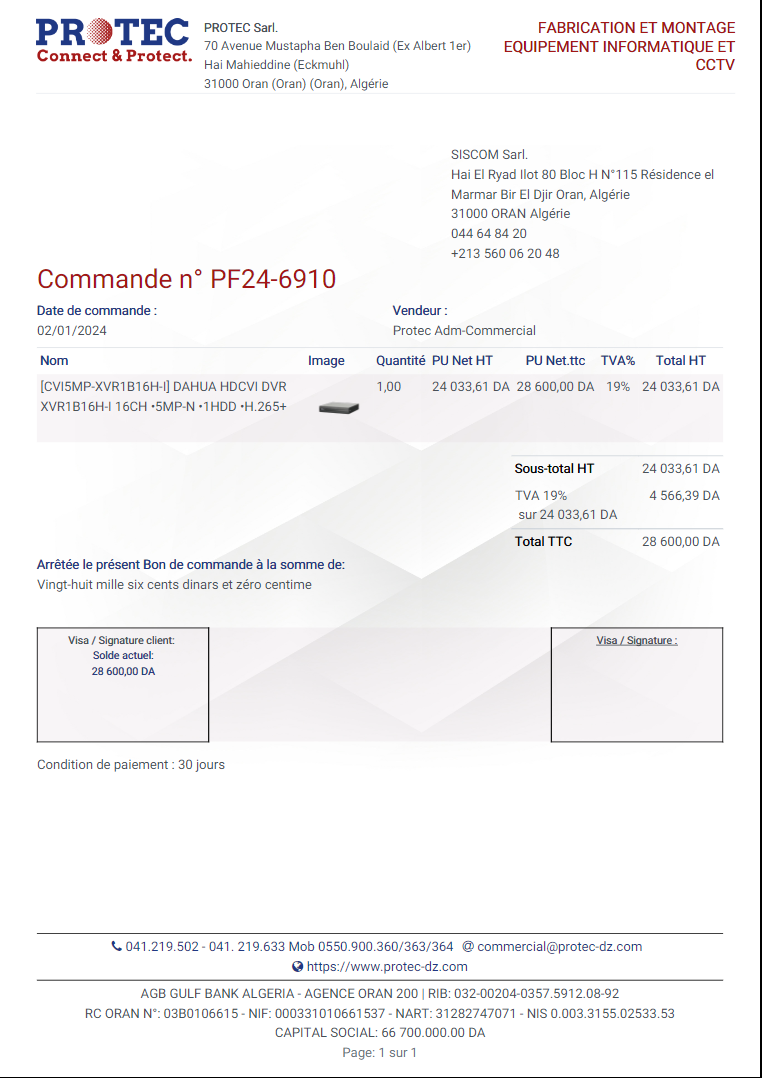 PROTEC
Connect & Protect.
PROTEC Sarl.
70 Avenue Mustapha Ben Boulaid (Ex Albert 1er)
Hai Mahieddine (Eckmuhl)
31000 Oran (Oran) (Oran), Algérie
FABRICATION ET MONTAGE
EQUIPEMENT INFORMATIQUE ET
CCTV
SISCOM Sarl.
Hai El Ryad Ilot 80 Bloc H N°115 Résidence el
Marmar Bir El Djir Oran, Algérie
31000 ORAN Algérie
044 64 84 20
+213 560 06 20 48
Commande n° PF24-6910
Date de commande : Vendeur :
02/01/2024 Protec Adm-Commercial
Nom Image Quantité PU Net HT PU Net.ttc TVA% Total HT
[CVI5MP-XVR1B16H-I] DAHUA HDCVI DVR 1,00 24 033,61 DA 28 600,00 DA 19% 24 033,61 DA
XVR1B16H-I 16CH •5MP-N •1HDD •H.265+
Sous-total HT 24 033,61 DA
TVA 19% 4 566,39 DA
sur 24 033,61 DA
Total TTC 28 600,00 DA
Arrêtée le présent Bon de commande à la somme de:
Vingt-huit mille six cents dinars et zéro centime
Visa / Signature client:
Solde actuel:
28 600,00 DA
Visa / Signature :
Condition de paiement : 30 jours
041.219.502 - 041. 219.633 Mob 0550.900.360/363/364 @ commercial@protec-dz.com
https://www.protec-dz.com
AGB GULF BANK ALGERIA - AGENCE ORAN 200 | RIB: 032-00204-0357.5912.08-92
RC ORAN N°: 03B0106615 - NIF: 000331010661537 - NART: 31282747071 - NIS 0.003.3155.02533.53
CAPITAL SOCIAL: 66 700.000.00 DA
Page: 1 sur 1